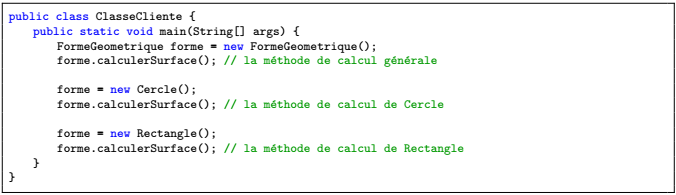 public class ClasseCliente {
    public static void main(String[] args) {
        FormeGeometrique forme = new FormeGeometrique();
        forme.calculerSurface(); // la méthode de calcul générale

        forme = new Cercle();
        forme.calculerSurface(); // la méthode de calcul de Cercle

        forme = new Rectangle();
        forme.calculerSurface(); // la méthode de calcul de Rectangle
    }
}